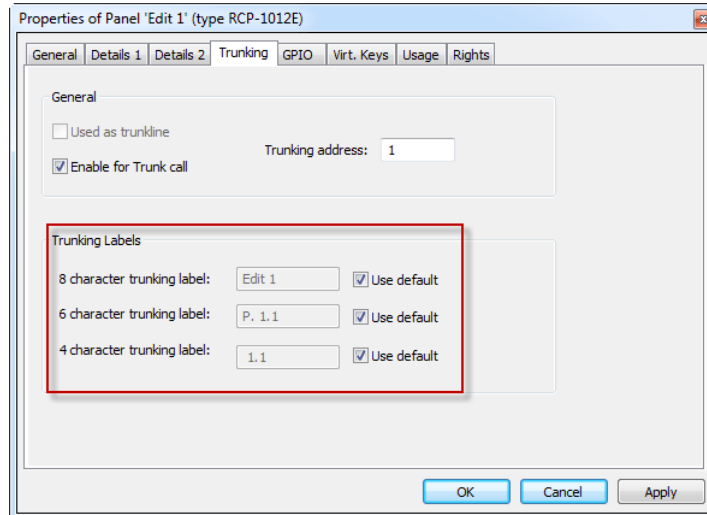 Properties of Panel 'Edit 1' (type RCP-1012E)
General Details 1 Details 2 Trunking GPIO Virt. Keys Usage Rights
General
Used as trunkline
Trunking address: 1
Enable for Trunk call
Trunking Labels
8 character trunking label: Edit 1 Use default
6 character trunking label: P. 1.1 Use default
4 character trunking label: 1.1 Use default
OK Cancel Apply